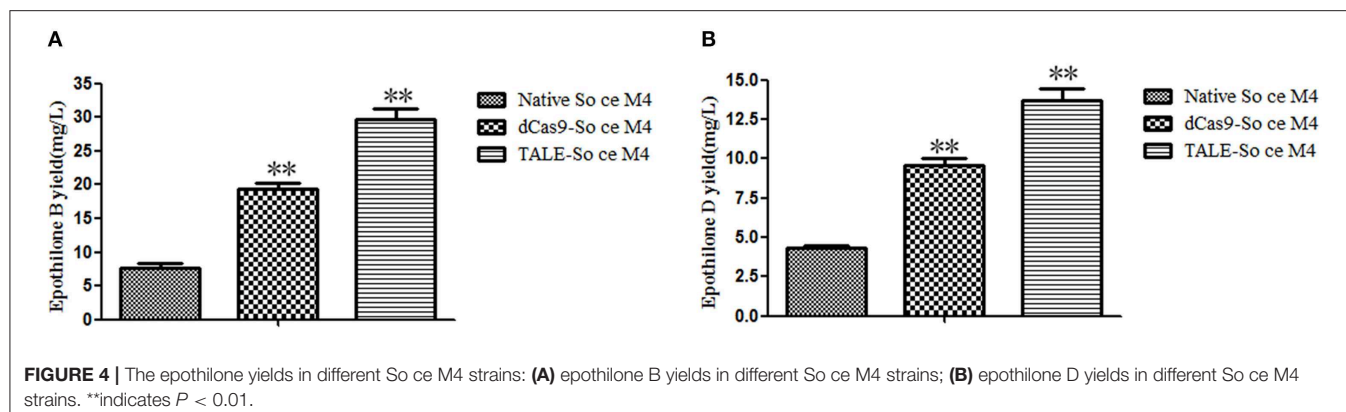 A
Epothilone B yield(mg/L)
35
30
25
20
15
10
5
0
**
**
Native So ce M4
dCas9-So ce M4
TALE-So ce M4
B
Epothilone D yield(mg/L)
15.0
12.5
10.0
7.5
5.0
2.5
0.0
**
**
Native So ce M4
dCas9-So ce M4
TALE-So ce M4
FIGURE 4 | The epothilone yields in different So ce M4 strains: (A) epothilone B yields in different So ce M4 strains; (B) epothilone D yields in different So ce M4
strains. **indicates P < 0.01.